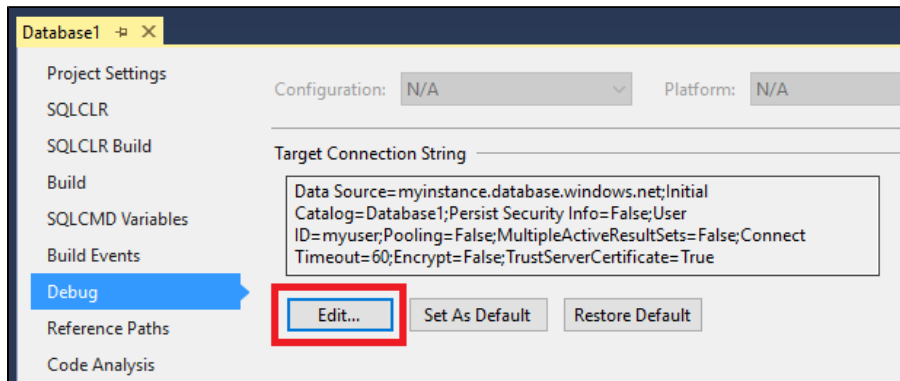 Database1
Project Settings
SQLCLR
SQLCLR Build
Build
SQLCMD Variables
Build Events
Debug
Reference Paths
Code Analysis
Configuration: N/A Platform: N/A
Target Connection String
Data Source=myinstance.database.windows.net;Initial
Catalog=Database1;Persist Security Info=False;User
ID=myuser;Pooling=False;MultipleActiveResultSets=False;Connect
Timeout=60;Encrypt=False;TrustServerCertificate=True
Edit... Set As Default Restore Default